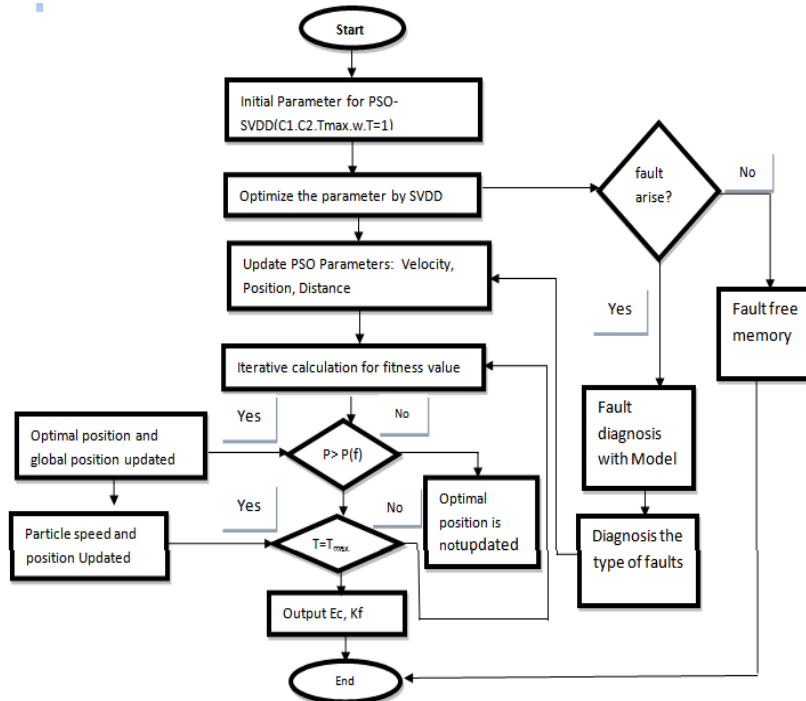 Start
Initial Parameter for PSO-
SVDD(C1.C2.Tmax.w.T=1)
Optimize the parameter by SVDD
fault
arise?
No
Yes
Fault free
memory
Update PSO Parameters: Velocity,
Position, Distance
Iterative calculation for fitness value
Yes
No
Optimal position and
global position updated
P> P(f)
Fault
diagnosis
with Model
Optimal
position is
notupdated
Particle speed and
position Updated
Yes
No
T=Tmax.
Diagnosis the
type of faults
Output Ec, Kf
End